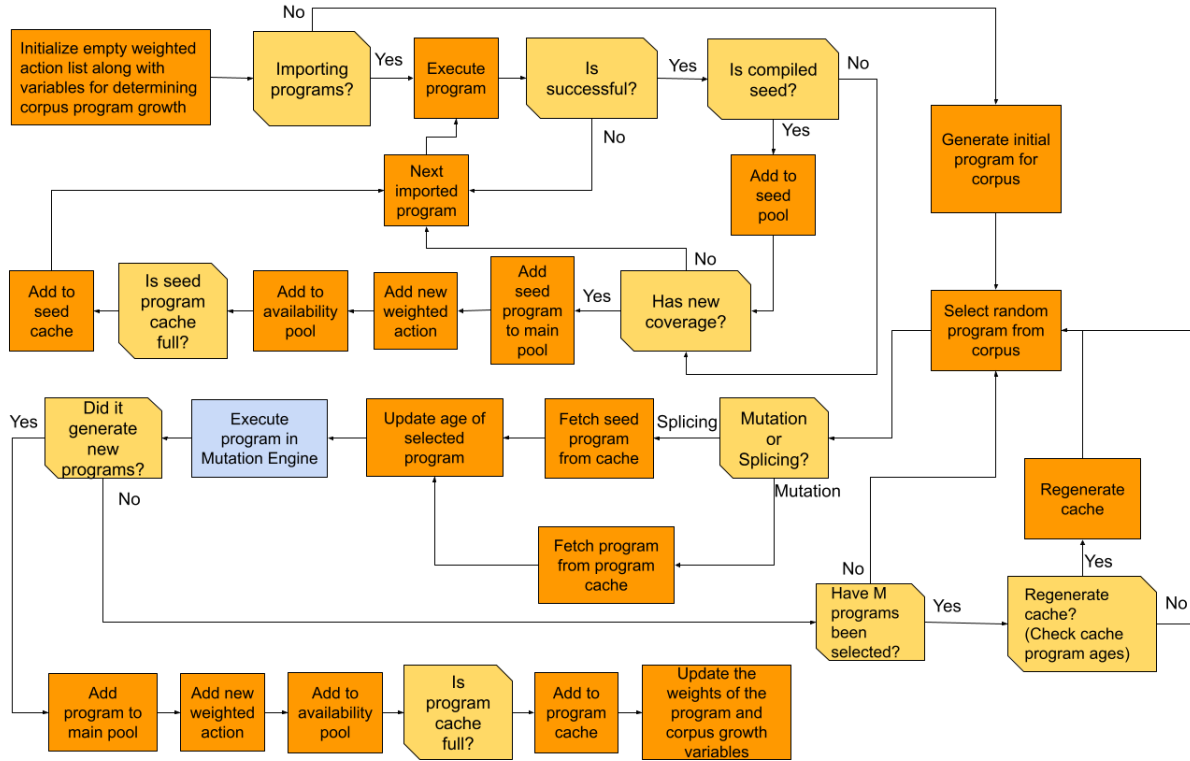 No
Initialize empty weighted
action list along with
variables for determining
corpus program growth
Importing
programs?
Yes
Execute
program
Is
successful?
Yes
Is compiled
seed?
No
No
Yes
Generate initial
program for
corpus
Next
imported
program
Add to
seed
pool
Add to
seed
cache
Is seed
program
cache
full?
Add to
availability
pool
Add new
weighted
action
Add
seed
program
to main
pool
Yes
No
Has new
coverage?
Select random
program from
corpus
Yes
Did it
generate
new
programs?
No
Execute
program in
Mutation Engine
Update age of
selected
program
Fetch seed
program
from cache
Splicing
Mutation
or
Splicing?
Mutation
Fetch program
from program
cache
Regenerate
cache
Yes
No
Have M
programs
been
selected?
Yes
Regenerate
cache?
(Check cache
program ages)
No
Add
program to
main pool
Add new
weighted
action
Add to
availability
pool
Is
program
cache
full?
Add to
program
cache
Update the
weights of the
program and
corpus growth
variables